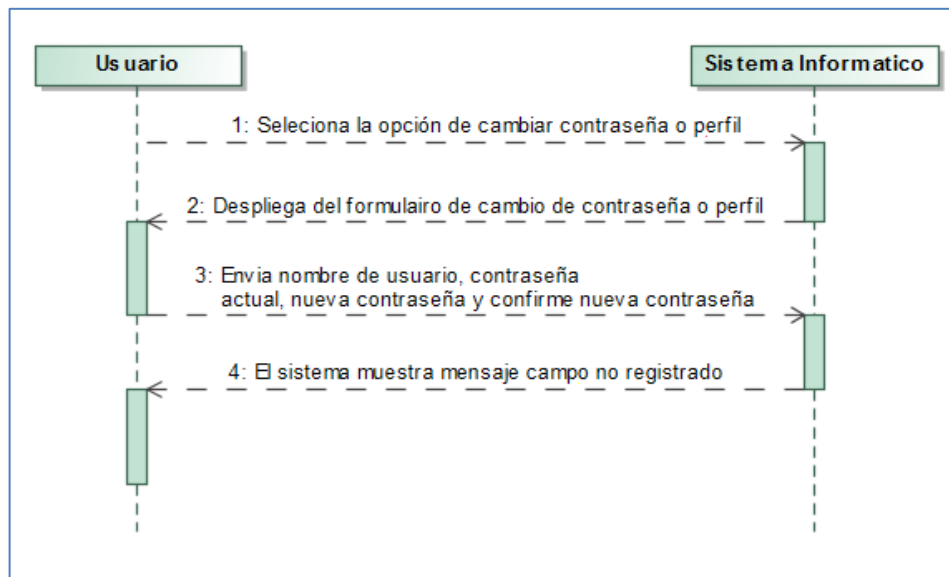 Usuario
Sistema Informatico
1: Selecciona la opción de cambiar contraseña o perfil
2: Despliega del formulairo de cambio de contraseña o perfil
3: Envia nombre de usuario, contraseña
actual, nueva contraseña y confirme nueva contraseña
4: El sistema muestra mensaje campo no registrado